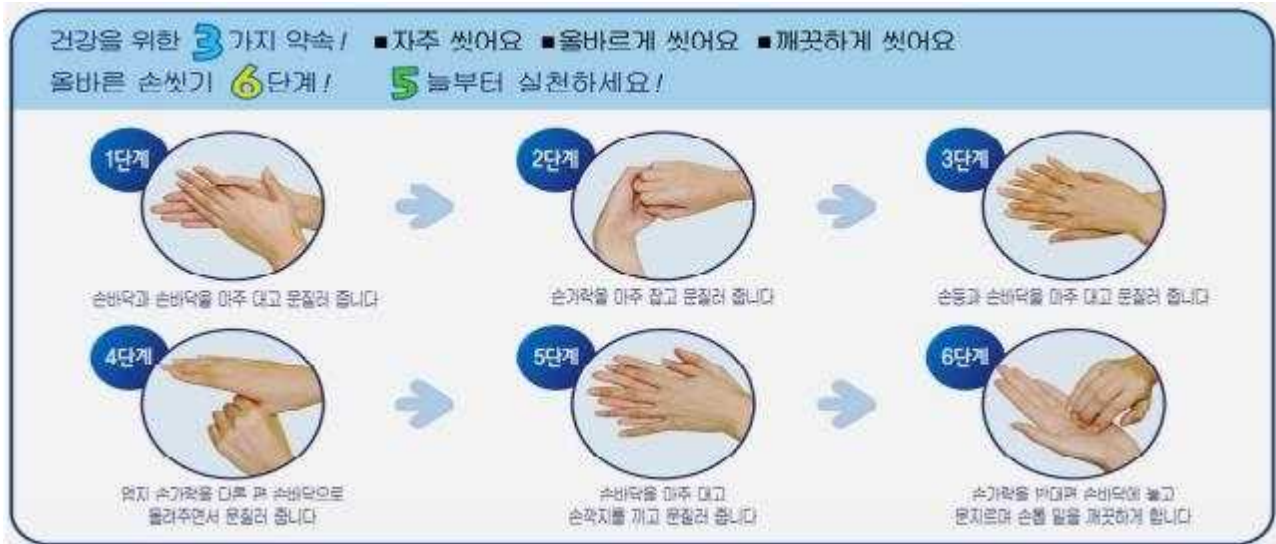 건강을 위한 3가지 약속! ■자주 씻어요 ■올바르게 씻어요 ■깨끗하게 씻어요
올바른 손씻기 6단계! 5늘부터 실천하세요!
1단계
손바닥과 손바닥을 마주 대고 문질러 줍니다
2단계
손가락을 마주 잡고 문질러 줍니다
3단계
손등과 손바닥을 마주 대고 문질러 줍니다
4단계
엄지 손가락을 다른 편 손바닥으로
돌려주면서 문질러 줍니다
5단계
손바닥을 마주 대고
손깍지를 끼고 문질러 줍니다
6단계
손가락을 반대편 손바닥에 놓고
문지르며 손톱 밑을 깨끗하게 합니다